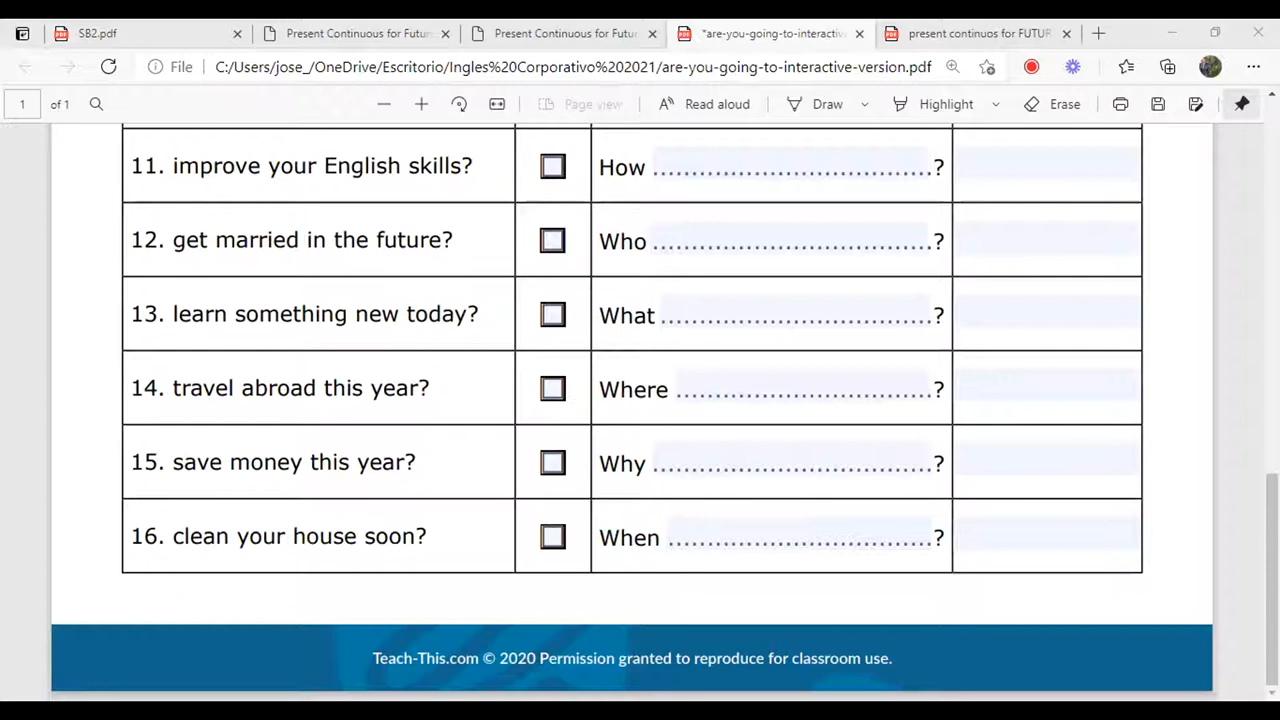 SB2.pdf
Present Continuous for Futur
Present Continuous for Futur
*are-you-going-to-interactive
present continuos for FUTUR
File C:/Users/jose_/OneDrive/Escritorio/Ingles%20Corporativo%202021/are-you-going-to-interactive-version.pdf
1 of 1 Page view Read aloud Draw Highlight Erase
11. improve your English skills? How ....................................?
12. get married in the future? Who ....................................?
13. learn something new today? What ...................................?
14. travel abroad this year? Where .................................?
15. save money this year? Why ....................................?
16. clean your house soon? When ..................................?
Teach-This.com © 2020 Permission granted to reproduce for classroom use.